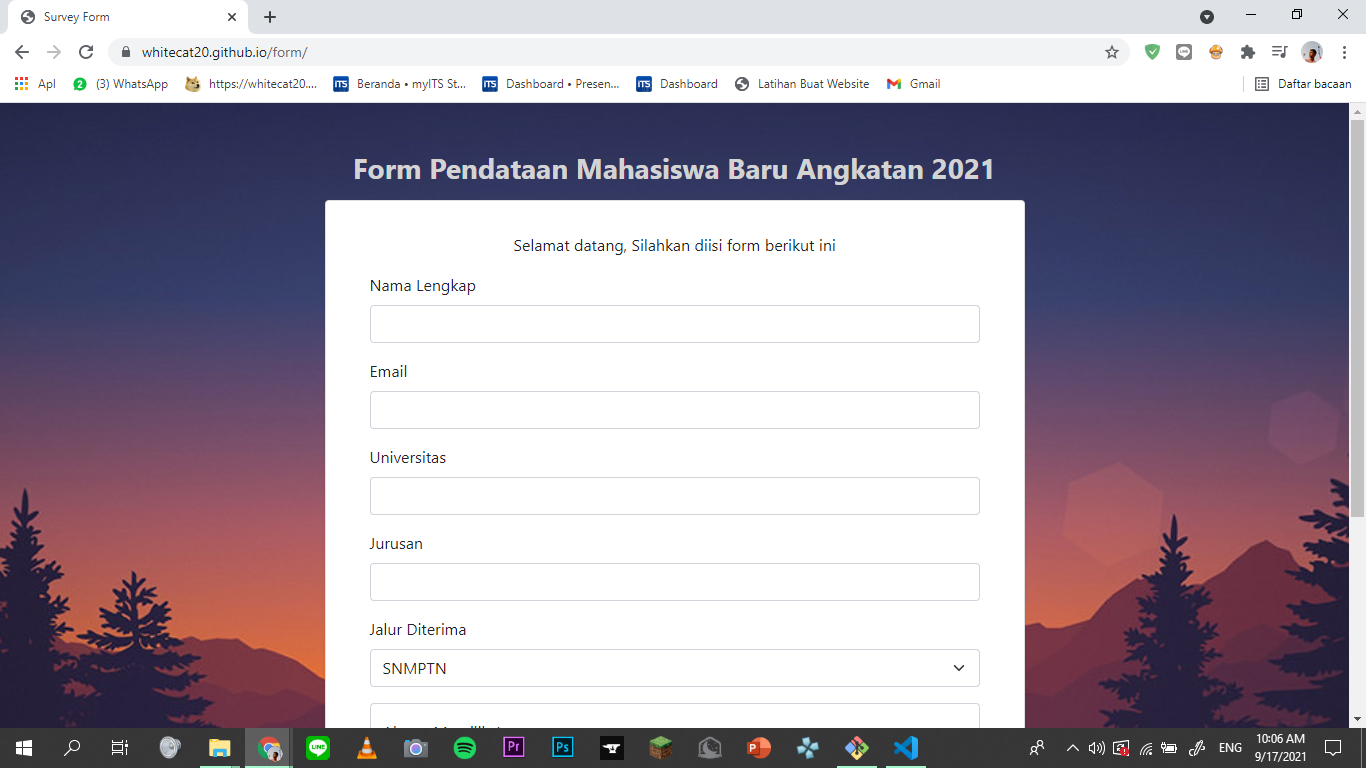 Survey Form
whitecat20.github.io/form/
Apl
(3) WhatsApp
https://whitecat20....
Beranda • myITS St...
Dashboard • Presen...
Dashboard
Latihan Buat Website
Gmail
Daftar bacaan
Form Pendataan Mahasiswa Baru Angkatan 2021
Selamat datang, Silahkan diisi form berikut ini
Nama Lengkap
Email
Universitas
Jurusan
Jalur Diterima
SNMPTN
ENG
10:06 AM
9/17/2021